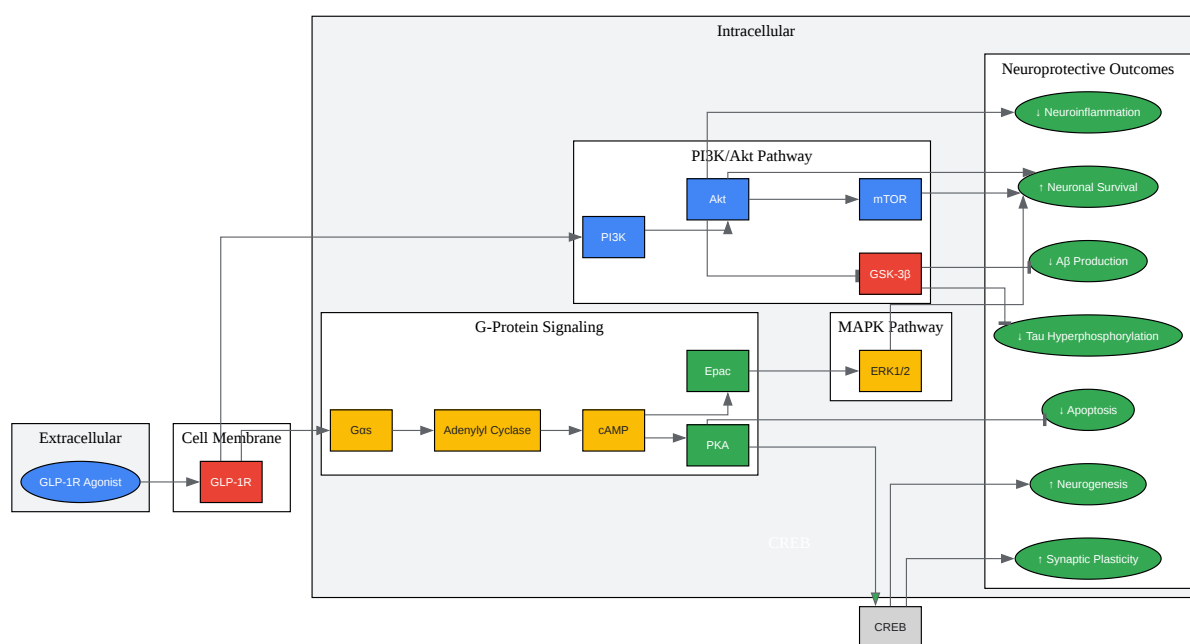 Intracellular
Neuroprotective Outcomes
↓ Neuroinflammation
PI3K/Akt Pathway
Akt
mTOR
↑ Neuronal Survival
PI3K
GSK-3β
↓ Aβ Production
G-Protein Signaling
MAPK Pathway
↓ Tau Hyperphosphorylation
Epac
ERK1/2
Extracellular
Cell Membrane
Gαs
Adenylyl Cyclase
cAMP
PKA
↓ Apoptosis
GLP-1R Agonist
GLP-1R
↑ Neurogenesis
CREB
↑ Synaptic Plasticity
CREB